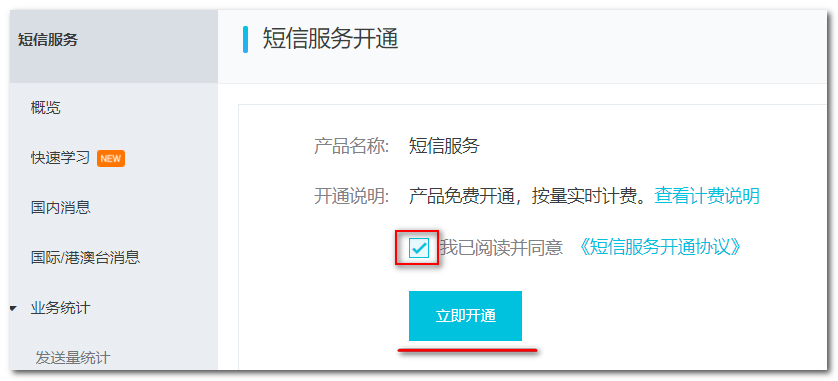 短信服务
概览
快速学习 NEW
国内消息
国际/港澳台消息
业务统计
发送量统计
短信服务开通
产品名称: 短信服务
开通说明: 产品免费开通，按量实时计费。查看计费说明
我已阅读并同意 《短信服务开通协议》
立即开通